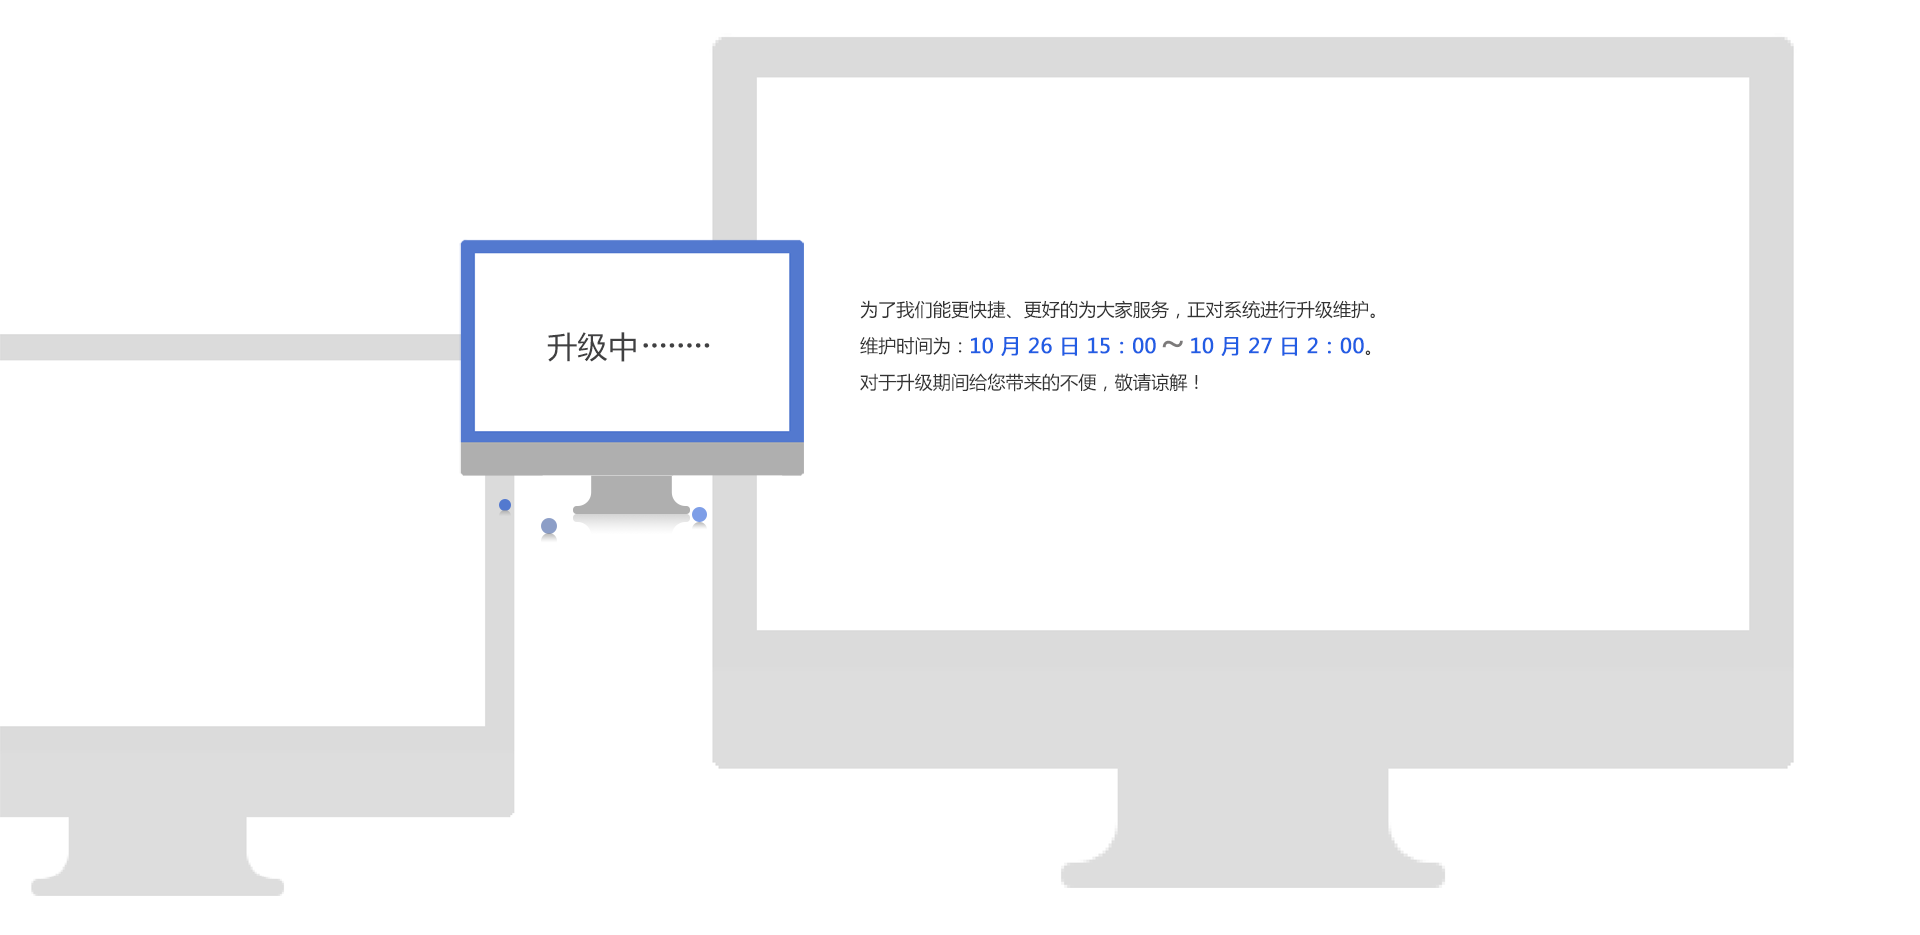 升级中········
为了我们能更快捷、更好的为大家服务，正对系统进行升级维护。
维护时间为：10 月 26 日 15：00 ～ 10 月 27 日 2：00。
对于升级期间给您带来的不便，敬请谅解！